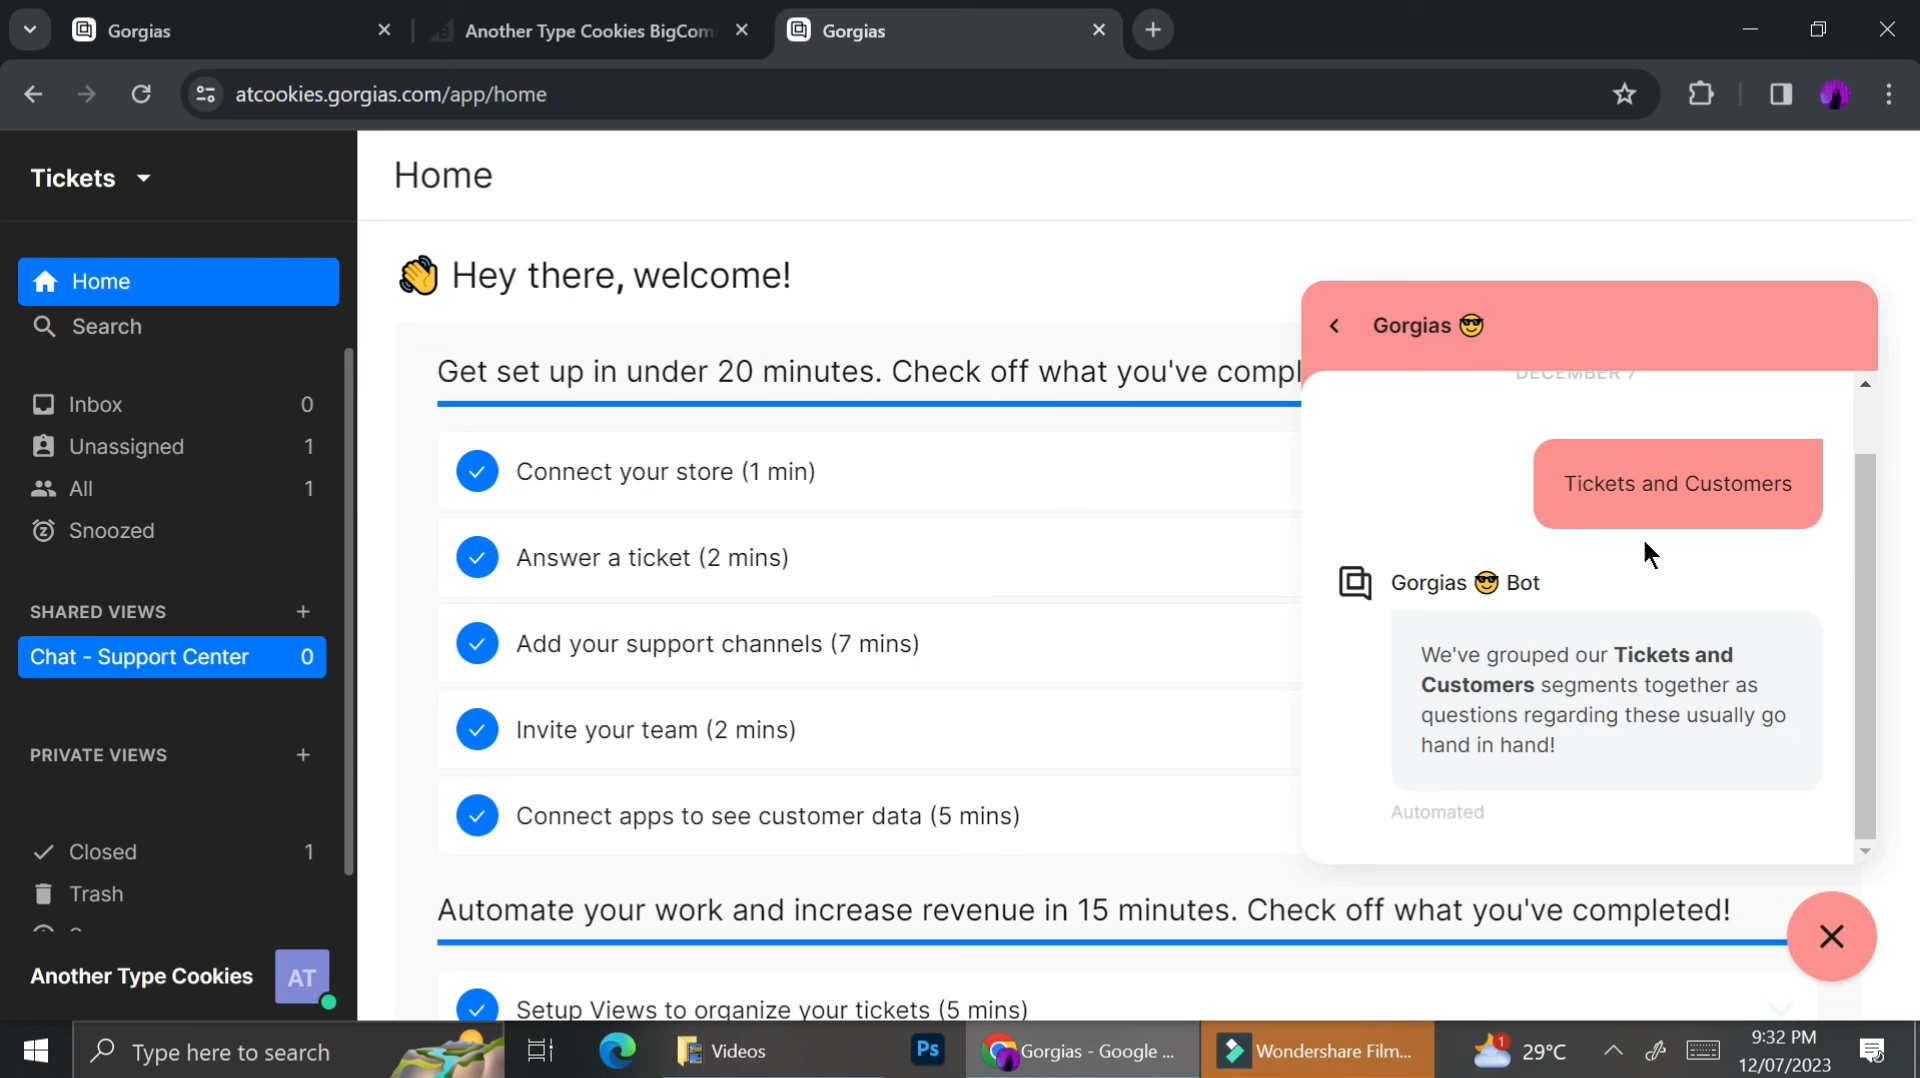 Gorgias
Another Type Cookies BigCom
Gorgias
atcookies.gorgias.com/app/home
Tickets
Home
Search
Inbox 0
Unassigned 1
All 1
Snoozed
SHARED VIEWS +
Chat - Support Center 0
PRIVATE VIEWS +
Closed 1
Trash
Another Type Cookies AT
Home
Hey there, welcome!
Get set up in under 20 minutes. Check off what you've compl
Connect your store (1 min)
Answer a ticket (2 mins)
Add your support channels (7 mins)
Invite your team (2 mins)
Connect apps to see customer data (5 mins)
Automate your work and increase revenue in 15 minutes. Check off what you've completed!
Setup Views to organize your tickets (5 mins)
Gorgias 😎
DECEMBER 7
Tickets and Customers
Gorgias 😎 Bot
We've grouped our Tickets and
Customers segments together as
questions regarding these usually go
hand in hand!
Automated
Type here to search
Videos
Ps
Gorgias - Google ...
Wondershare Film...
1
29°C
9:32 PM
12/07/2023